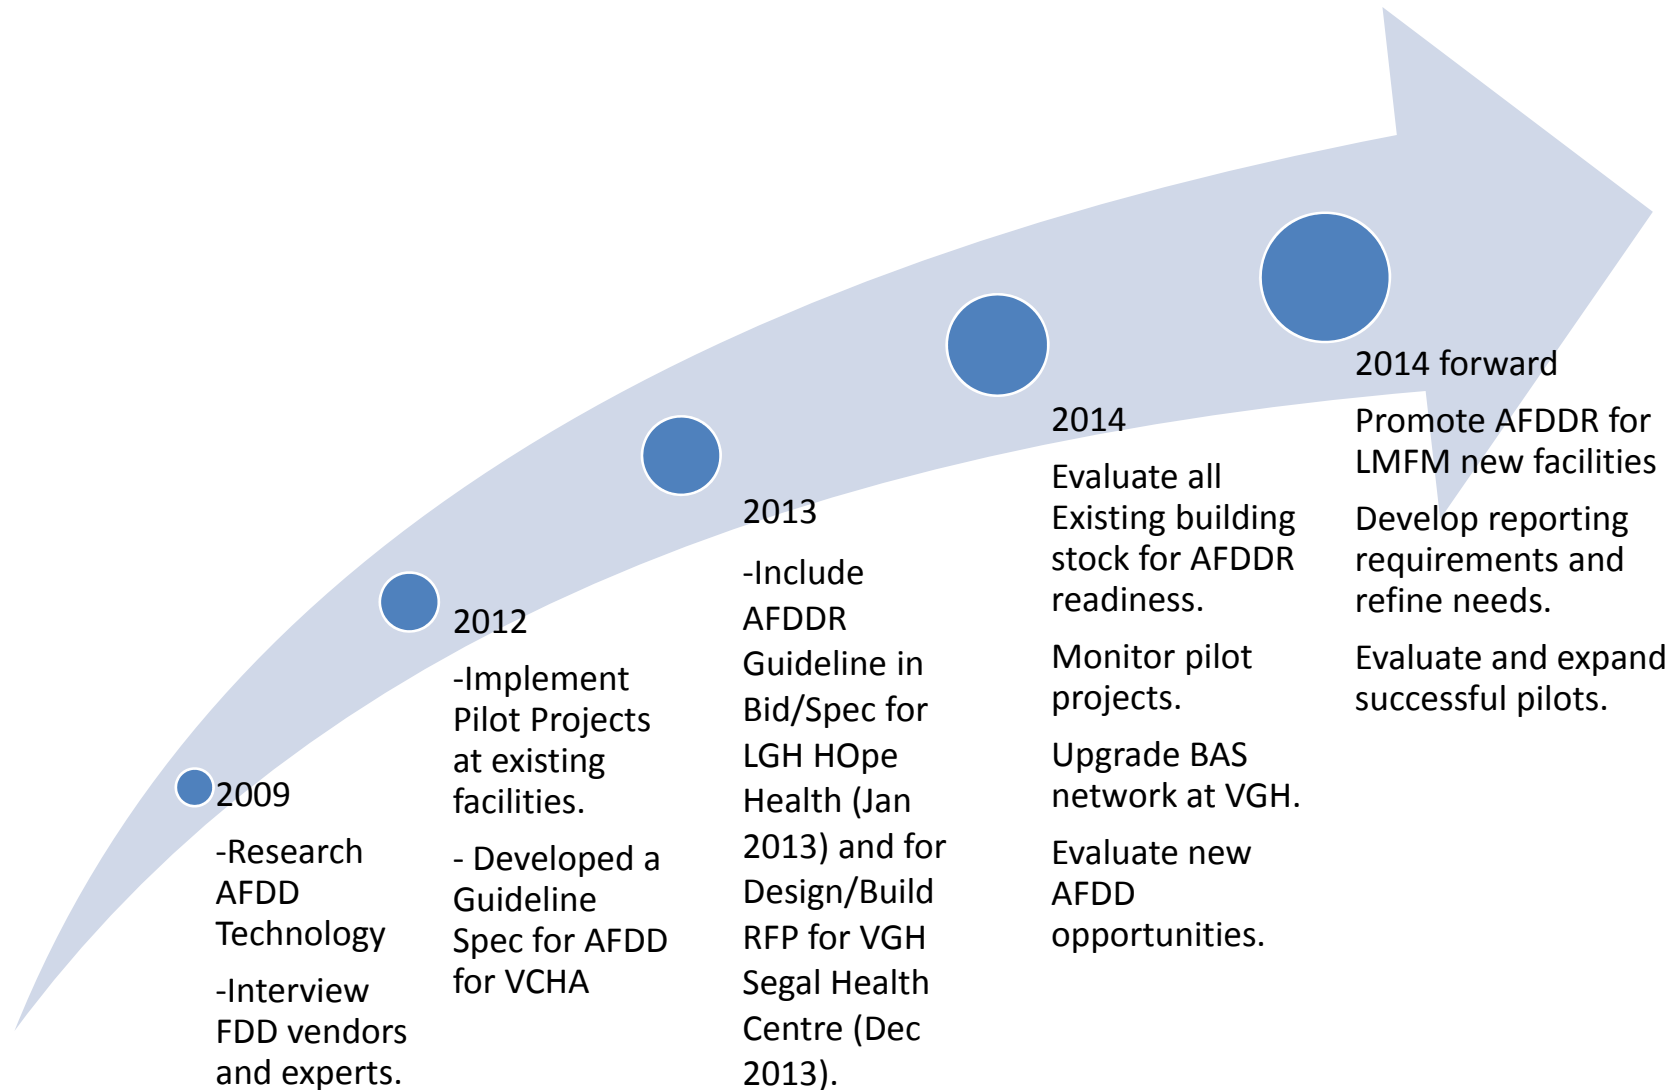 2009
-Research
AFDD
Technology
-Interview
FDD vendors
and experts.
2012
-Implement
Pilot Projects
at existing
facilities.
- Developed a
Guideline
Spec for AFDD
for VCHA
2013
-Include
AFDDR
Guideline in
Bid/Spec for
LGH HOpe
Health (Jan
2013) and for
Design/Build
RFP for VGH
Segal Health
Centre (Dec
2013).
2014
Evaluate all
Existing building
stock for AFDDR
readiness.
Monitor pilot
projects.
Upgrade BAS
network at VGH.
Evaluate new
AFDD
opportunities.
2014 forward
Promote AFDDR for
LMFM new facilities
Develop reporting
requirements and
refine needs.
Evaluate and expand
successful pilots.